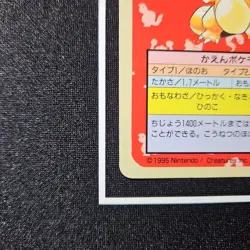 かえんポケモ
タイプ1／ほのお タイプ2
たかさ／1.1メートル おも
おもなわざ／ひっかく・なき
ひのこ
ちじょう1400メートルまでは
ことができる。こうねつのほ
©1995 Nintendo/ Creatures inc.